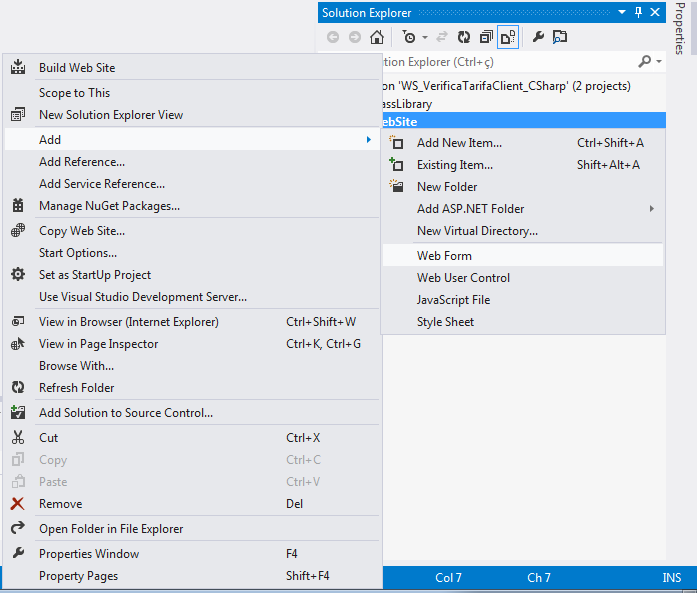 Solution Explorer
Properties
Explorer (Ctrl+ç)
'WS_VerificaTarifaClient_CSharp' (2 projects)
Build Web Site
Scope to This
New Solution Explorer View
Add
Add Reference...
Add Service Reference...
Manage NuGet Packages...
Copy Web Site...
Start Options...
Set as StartUp Project
Use Visual Studio Development Server...
View in Browser (Internet Explorer) Ctrl+Shift+W
View in Page Inspector Ctrl+K, Ctrl+G
Browse With...
Refresh Folder
Add Solution to Source Control...
Cut Ctrl+X
Copy Ctrl+C
Paste Ctrl+V
Remove Del
Open Folder in File Explorer
Properties Window F4
Property Pages Shift+F4
Add New Item... Ctrl+Shift+A
Existing Item... Shift+Alt+A
New Folder
Add ASP.NET Folder
New Virtual Directory...
Web Form
Web User Control
JavaScript File
Style Sheet
Col 7 Ch 7 INS